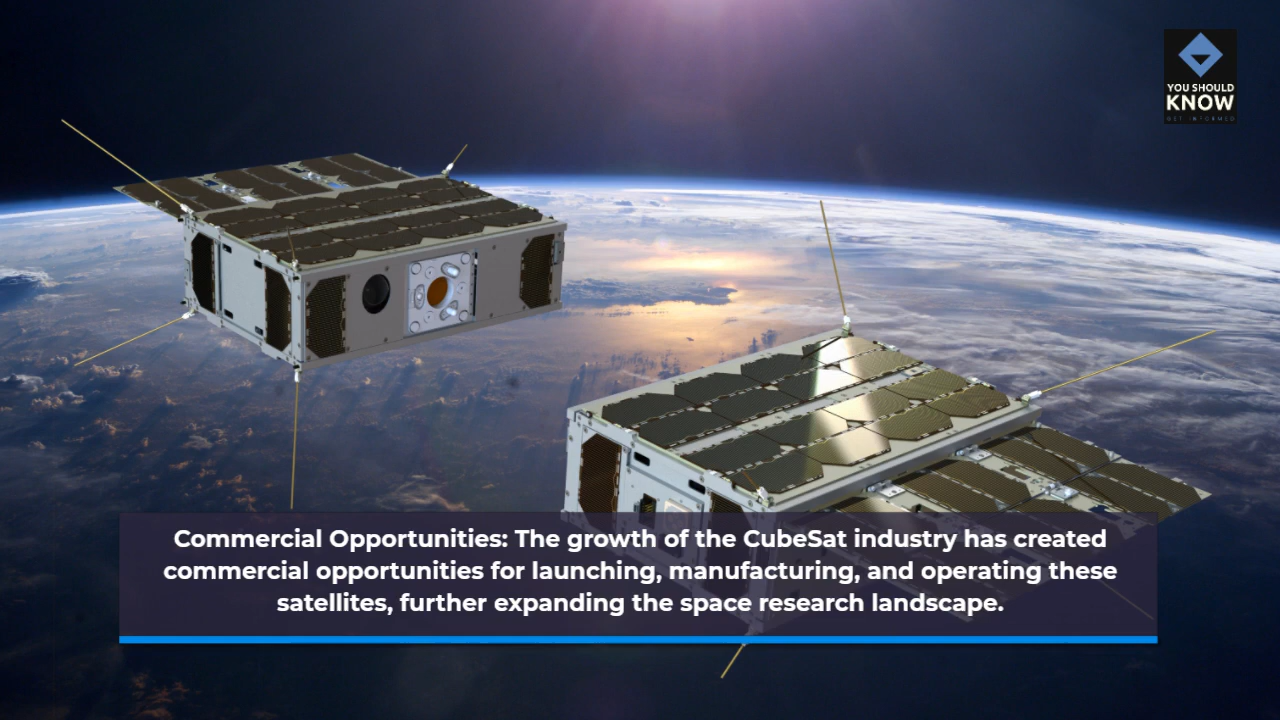 YOU SHOULD
KNOW
GET INFORMED
Commercial Opportunities: The growth of the CubeSat industry has created
commercial opportunities for launching, manufacturing, and operating these
satellites, further expanding the space research landscape.